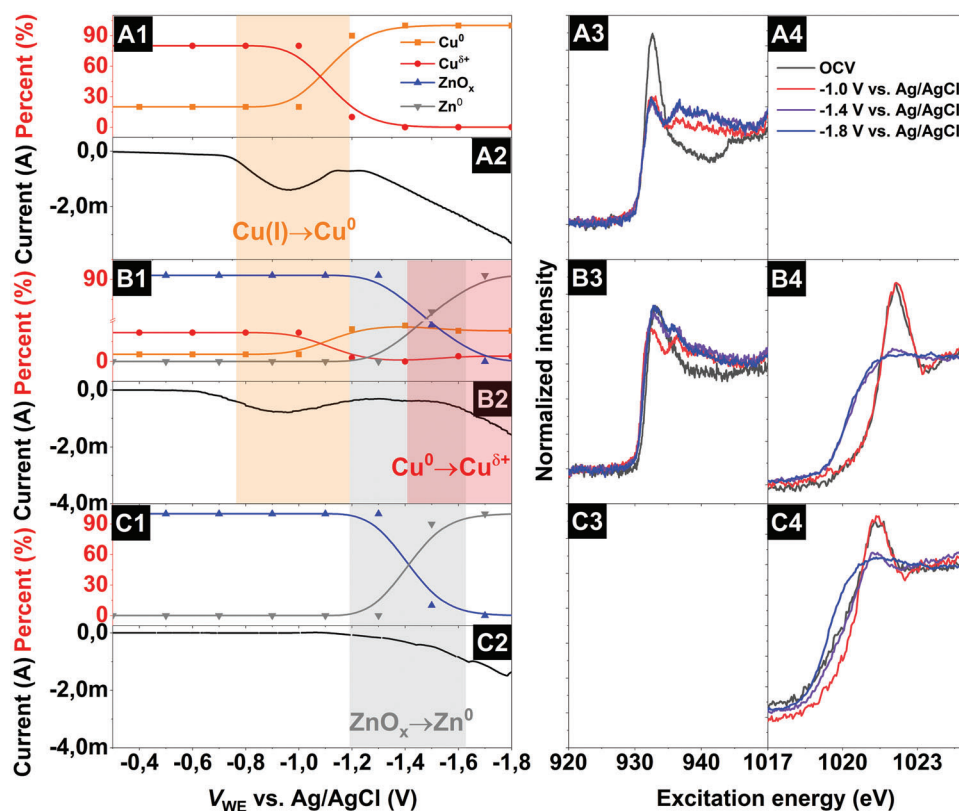 A1
Percent (%)
90
60
30
0
Cu⁰
Cuᵟ⁺
ZnOₓ
Zn⁰
A2
Current (A)
0,0
-2,0m
Cu(I)→Cu⁰
B1
Percent (%)
90
0
B2
Current (A)
0,0
-2,0m
-4,0m
Cu⁰→Cuᵟ⁺
C1
Percent (%)
90
60
30
0
C2
Current (A)
0,0
-2,0m
-4,0m
ZnOₓ→Zn⁰
-0,4 -0,6 -0,8 -1,0 -1,2 -1,4 -1,6 -1,8
V_WE vs. Ag/AgCl (V)
Normalized intensity
A3
A4
OCV
-1.0 V vs. Ag/AgCl
-1.4 V vs. Ag/AgCl
-1.8 V vs. Ag/AgCl
B3
B4
C3
C4
920 930 940 1017 1020 1023
Excitation energy (eV)